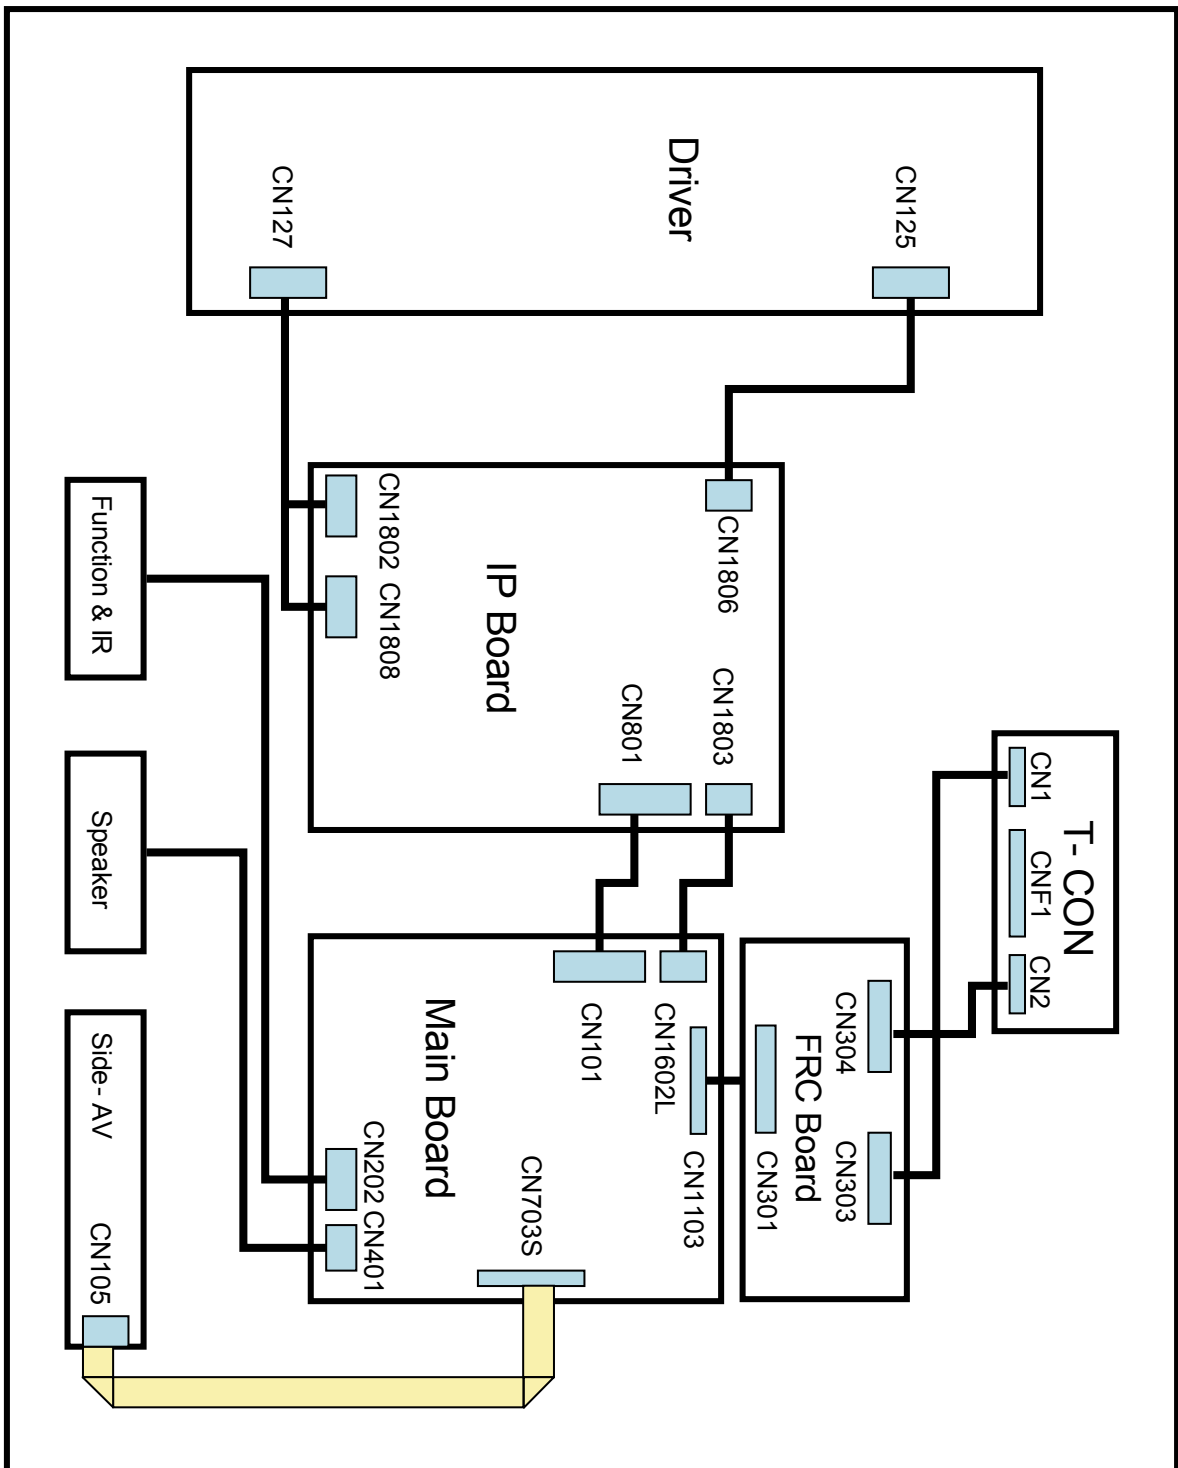 T- CON
CN1
CNF1
CN2
Driver
CN125
CN127
IP Board
CN1806
CN1803
CN801
CN1802
CN1808
FRC Board
CN304
CN303
CN301
Main Board
CN1602L
CN1103
CN101
CN703S
CN202
CN401
Function & IR
Speaker
Side- AV
CN105